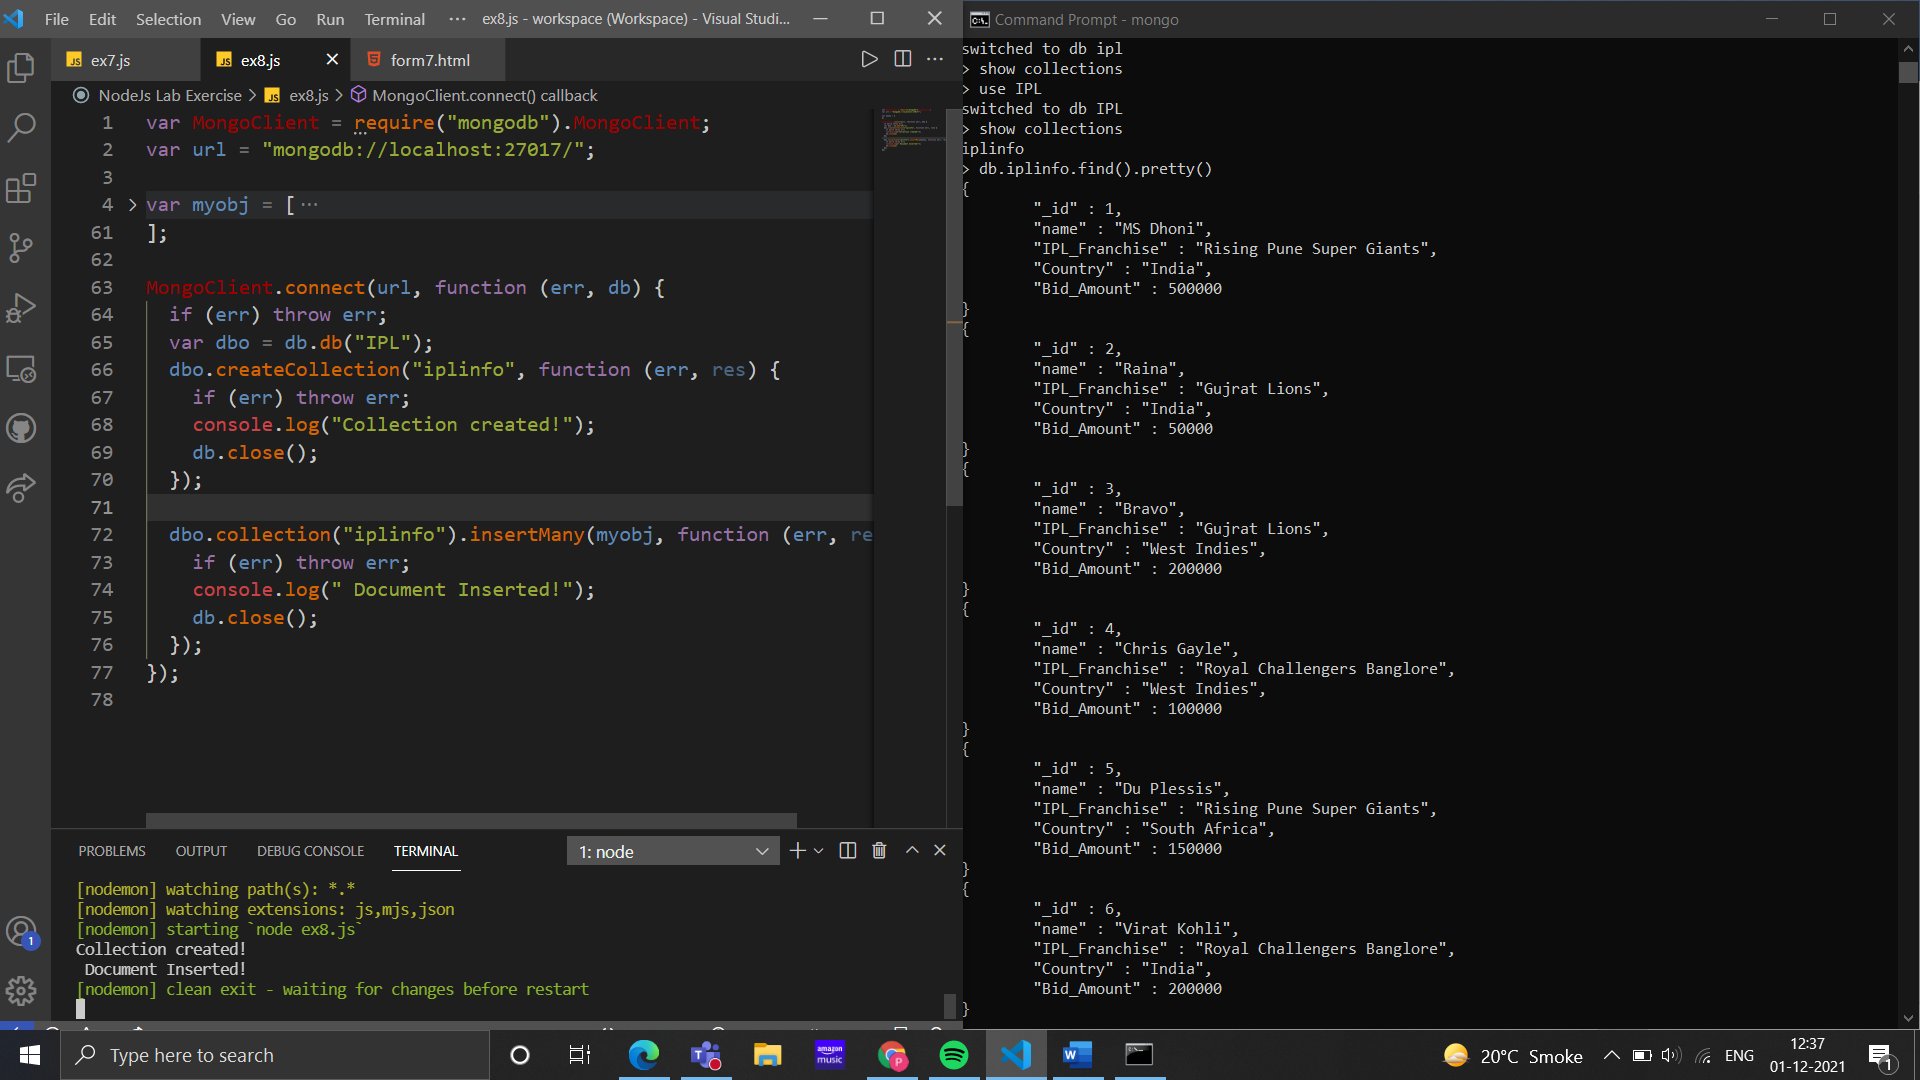 File Edit Selection View Go Run Terminal ··· ex8.js - workspace (Workspace) - Visual Studi...
JS ex7.js JS ex8.js form7.html
NodeJs Lab Exercise > JS ex8.js > MongoClient.connect() callback
1 var MongoClient = require("mongodb").MongoClient;
2 var url = "mongodb://localhost:27017/";
3
4 var myobj = [ ···
61 ];
62
63 MongoClient.connect(url, function (err, db) {
64 if (err) throw err;
65 var dbo = db.db("IPL");
66 dbo.createCollection("iplinfo", function (err, res) {
67 if (err) throw err;
68 console.log("Collection created!");
69 db.close();
70 });
71
72 dbo.collection("iplinfo").insertMany(myobj, function (err, re
73 if (err) throw err;
74 console.log(" Document Inserted!");
75 db.close();
76 });
77 });
78
PROBLEMS OUTPUT DEBUG CONSOLE TERMINAL 1: node
[nodemon] watching path(s): *.*
[nodemon] watching extensions: js,mjs,json
[nodemon] starting `node ex8.js`
Collection created!
 Document Inserted!
[nodemon] clean exit - waiting for changes before restart
1
Command Prompt - mongo
switched to db ipl
> show collections
> use IPL
switched to db IPL
> show collections
iplinfo
> db.iplinfo.find().pretty()
{
"_id" : 1,
"name" : "MS Dhoni",
"IPL_Franchise" : "Rising Pune Super Giants",
"Country" : "India",
"Bid_Amount" : 500000
}
{
"_id" : 2,
"name" : "Raina",
"IPL_Franchise" : "Gujrat Lions",
"Country" : "India",
"Bid_Amount" : 50000
}
{
"_id" : 3,
"name" : "Bravo",
"IPL_Franchise" : "Gujrat Lions",
"Country" : "West Indies",
"Bid_Amount" : 200000
}
{
"_id" : 4,
"name" : "Chris Gayle",
"IPL_Franchise" : "Royal Challengers Banglore",
"Country" : "West Indies",
"Bid_Amount" : 100000
}
{
"_id" : 5,
"name" : "Du Plessis",
"IPL_Franchise" : "Rising Pune Super Giants",
"Country" : "South Africa",
"Bid_Amount" : 150000
}
{
"_id" : 6,
"name" : "Virat Kohli",
"IPL_Franchise" : "Royal Challengers Banglore",
"Country" : "India",
"Bid_Amount" : 200000
}
Type here to search
amazon music
20°C Smoke ENG 12:37
01-12-2021
1